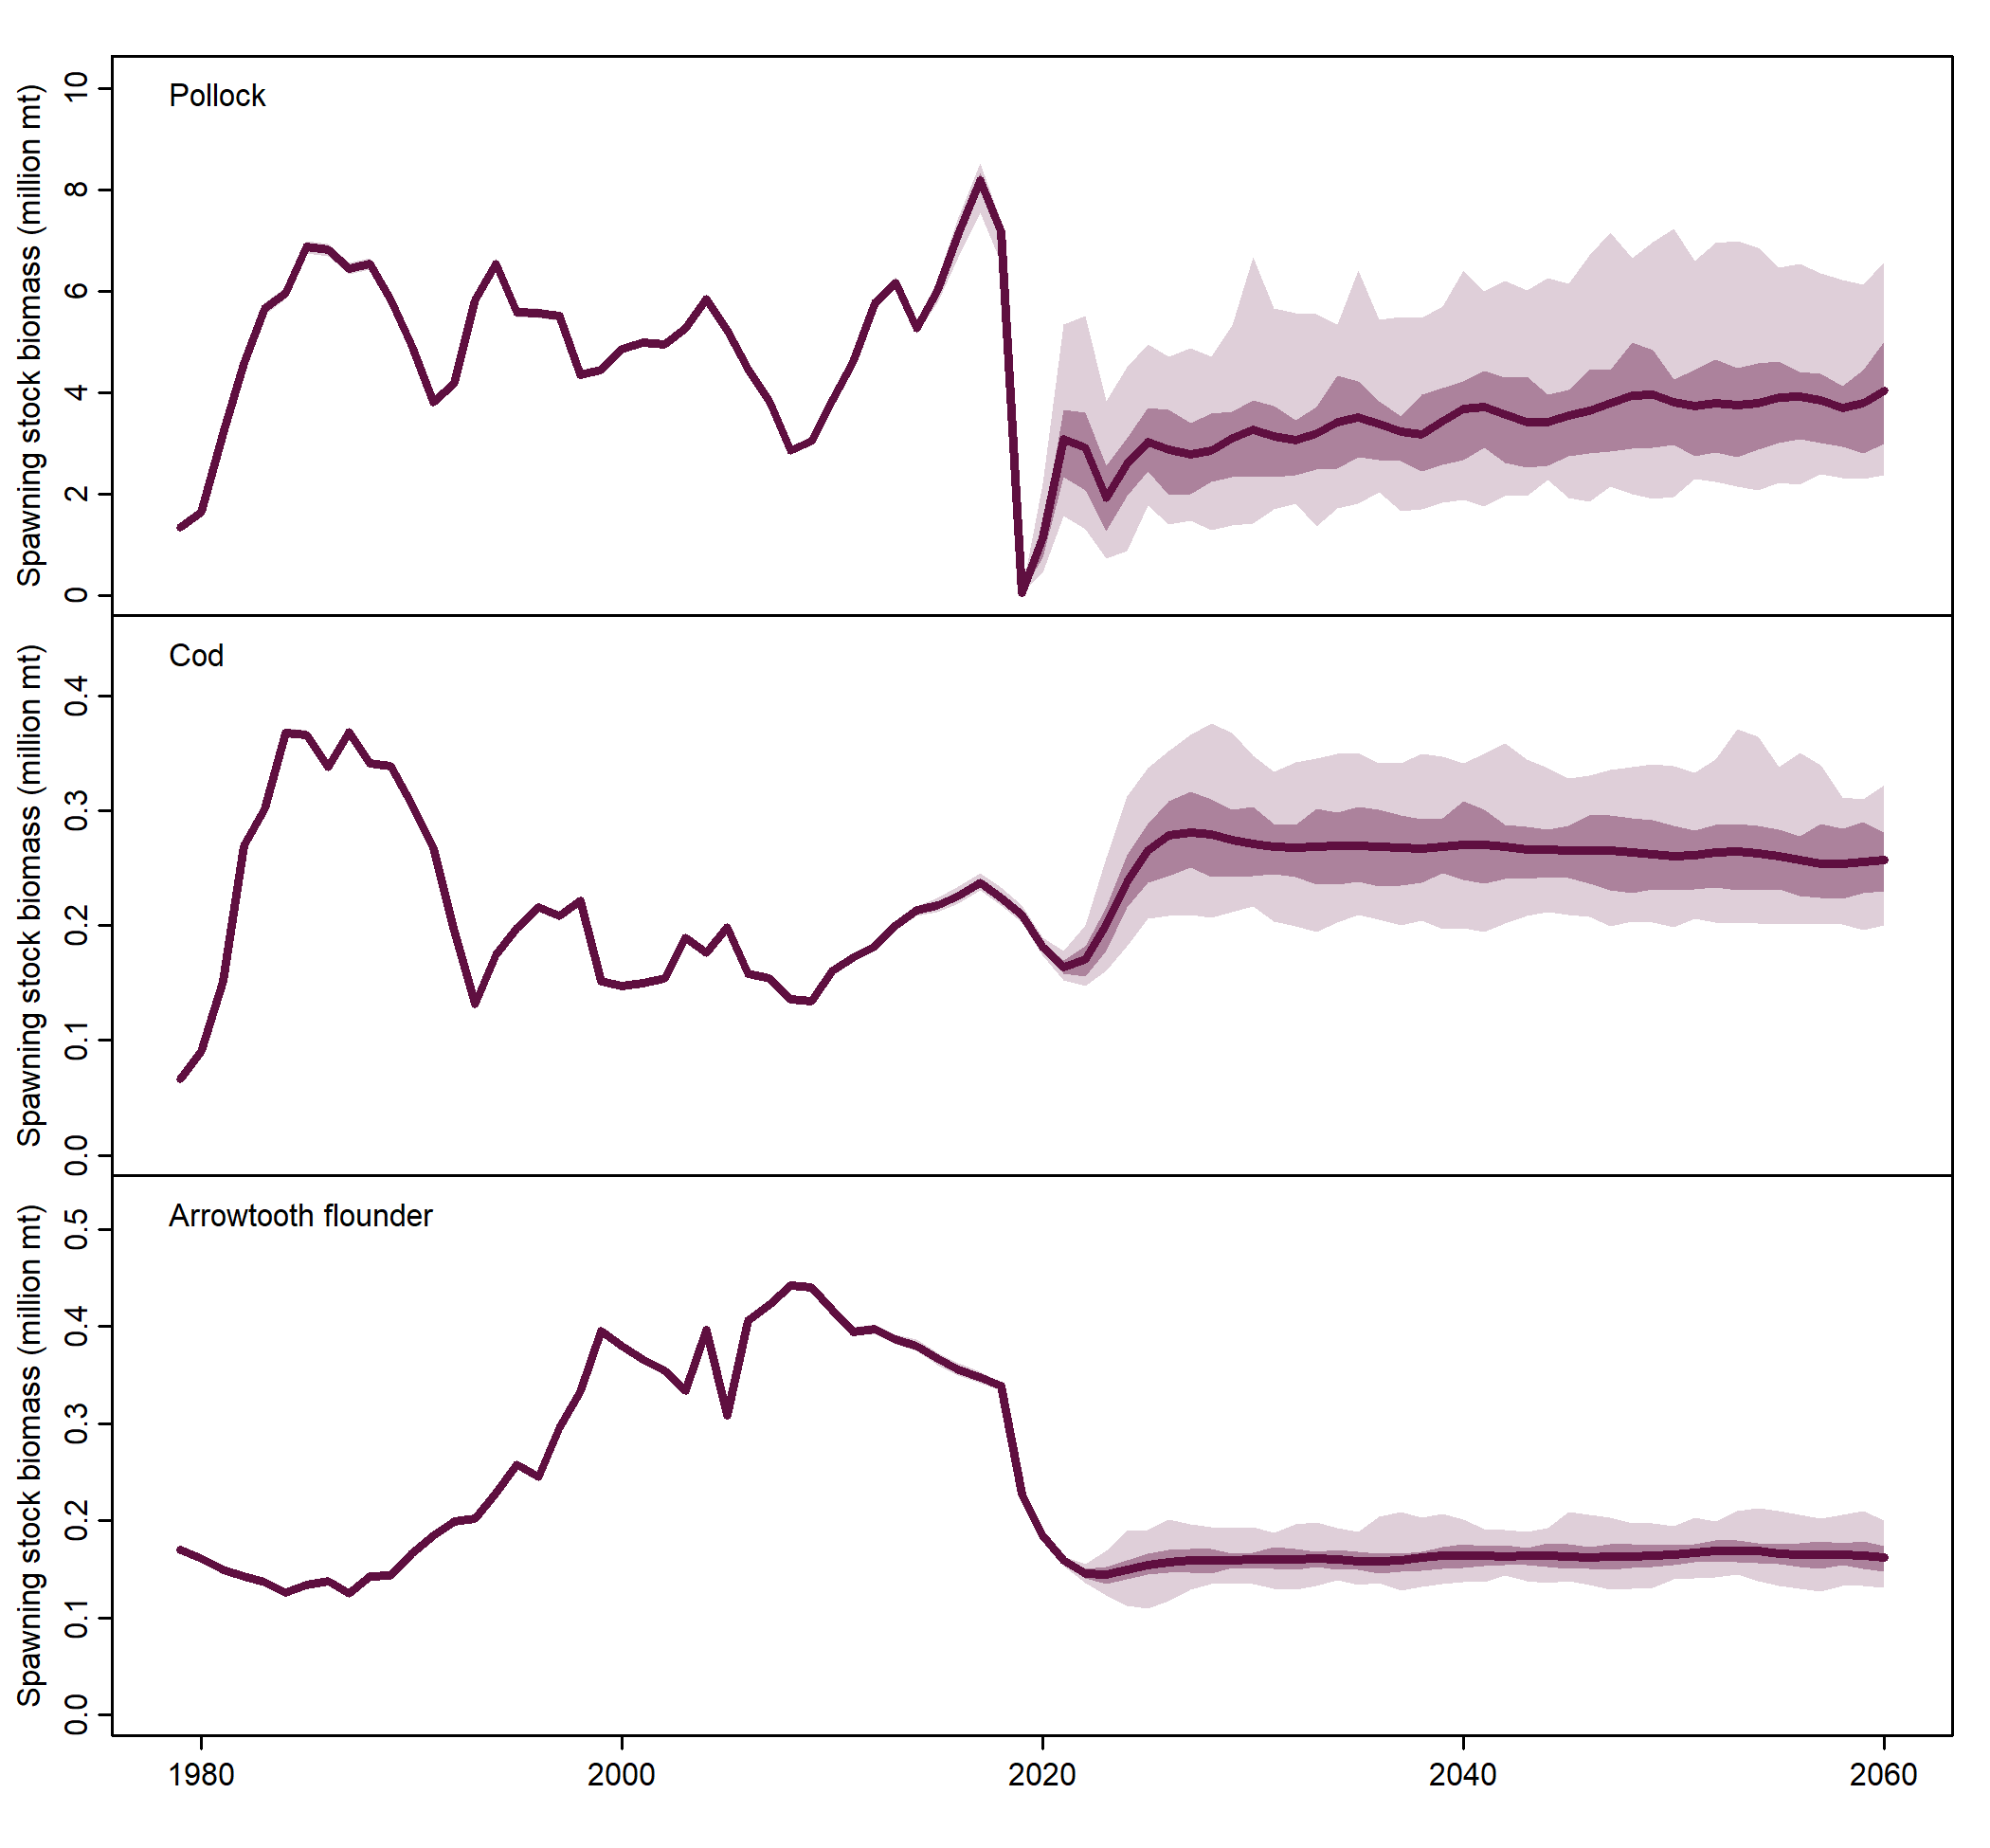 Pollock
Spawning stock biomass (million mt)
10
8
6
4
2
0
Cod
Spawning stock biomass (million mt)
0.4
0.3
0.2
0.1
0.0
Arrowtooth flounder
Spawning stock biomass (million mt)
0.5
0.4
0.3
0.2
0.1
0.0
1980 2000 2020 2040 2060